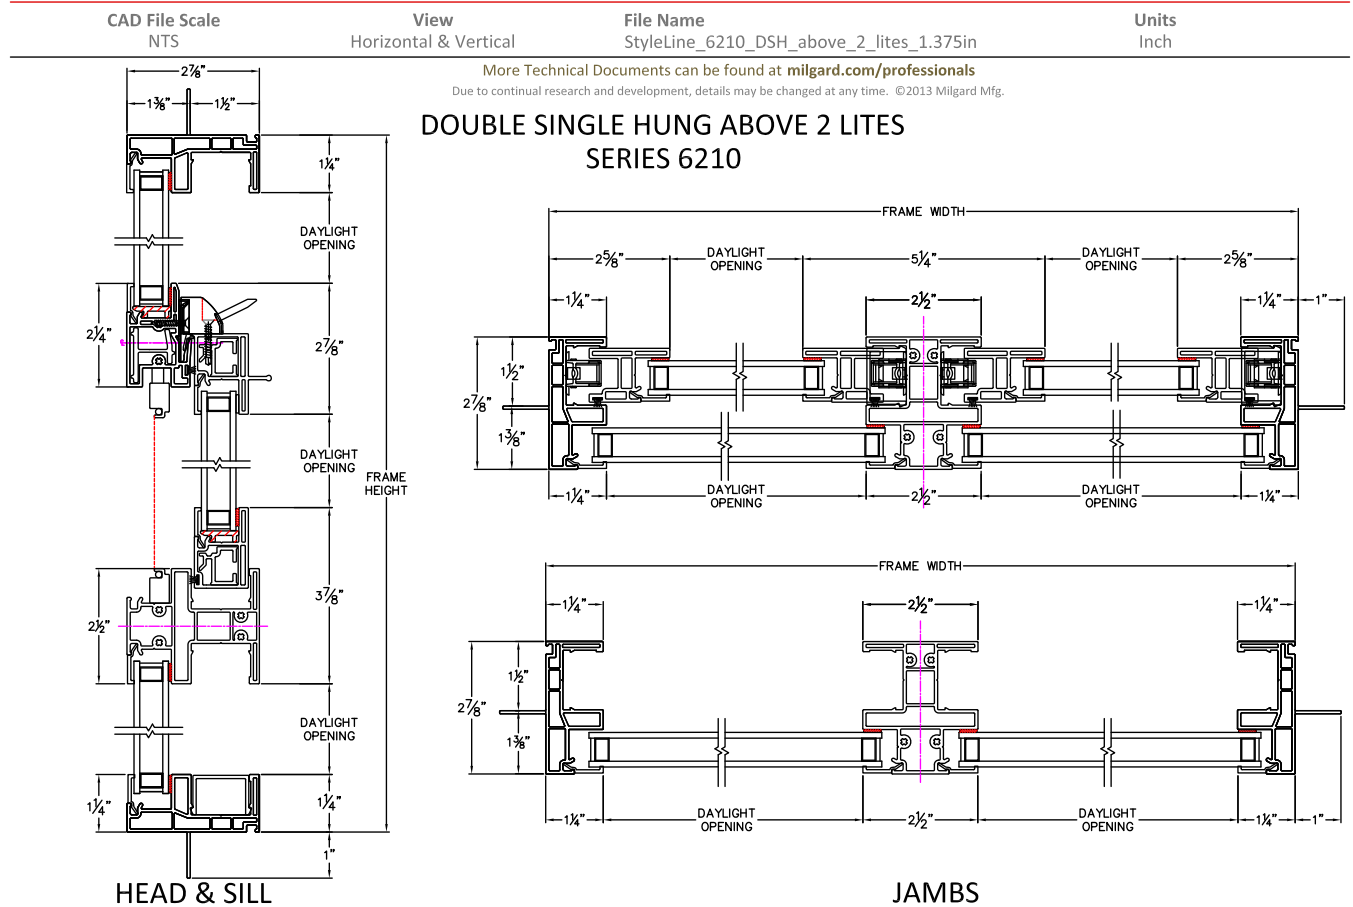 CAD File Scale View File Name Units
NTS Horizontal & Vertical StyleLine_6210_DSH_above_2_lites_1.375in Inch
More Technical Documents can be found at milgard.com/professionals
Due to continual research and development, details may be changed at any time. ©2013 Milgard Mfg.
DOUBLE SINGLE HUNG ABOVE 2 LITES
SERIES 6210
2⅞"
1⅜" 1½"
1¼"
DAYLIGHT
OPENING
2¼"
2⅞"
DAYLIGHT
OPENING
FRAME
HEIGHT
3⅞"
2½"
DAYLIGHT
OPENING
1¼" 1¼"
1"
HEAD & SILL
FRAME WIDTH
2⅝" DAYLIGHT OPENING 5¼" DAYLIGHT OPENING 2⅝"
1¼" 2½" 1¼" 1"
1½"
2⅞"
1⅜"
1¼" DAYLIGHT OPENING 2½" DAYLIGHT OPENING 1¼"
FRAME WIDTH
1¼" 2½" 1¼"
1½"
2⅞"
1⅜"
1¼" DAYLIGHT OPENING 2½" DAYLIGHT OPENING 1¼" 1"
JAMBS